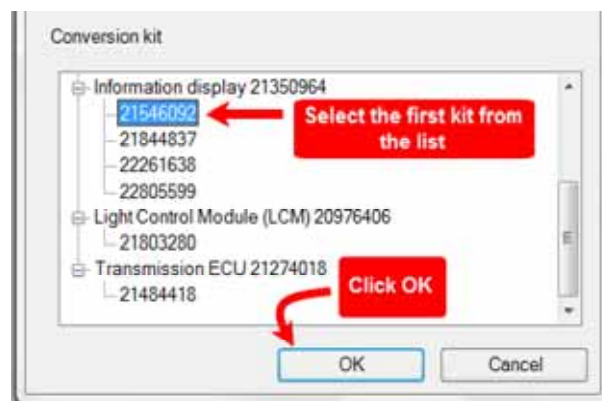 Conversion kit
Information display 21350964
21546092
Select the first kit from
the list
21844837
22261638
22805599
Light Control Module (LCM) 20976406
21803280
Transmission ECU 21274018
Click OK
21484418
OK
Cancel